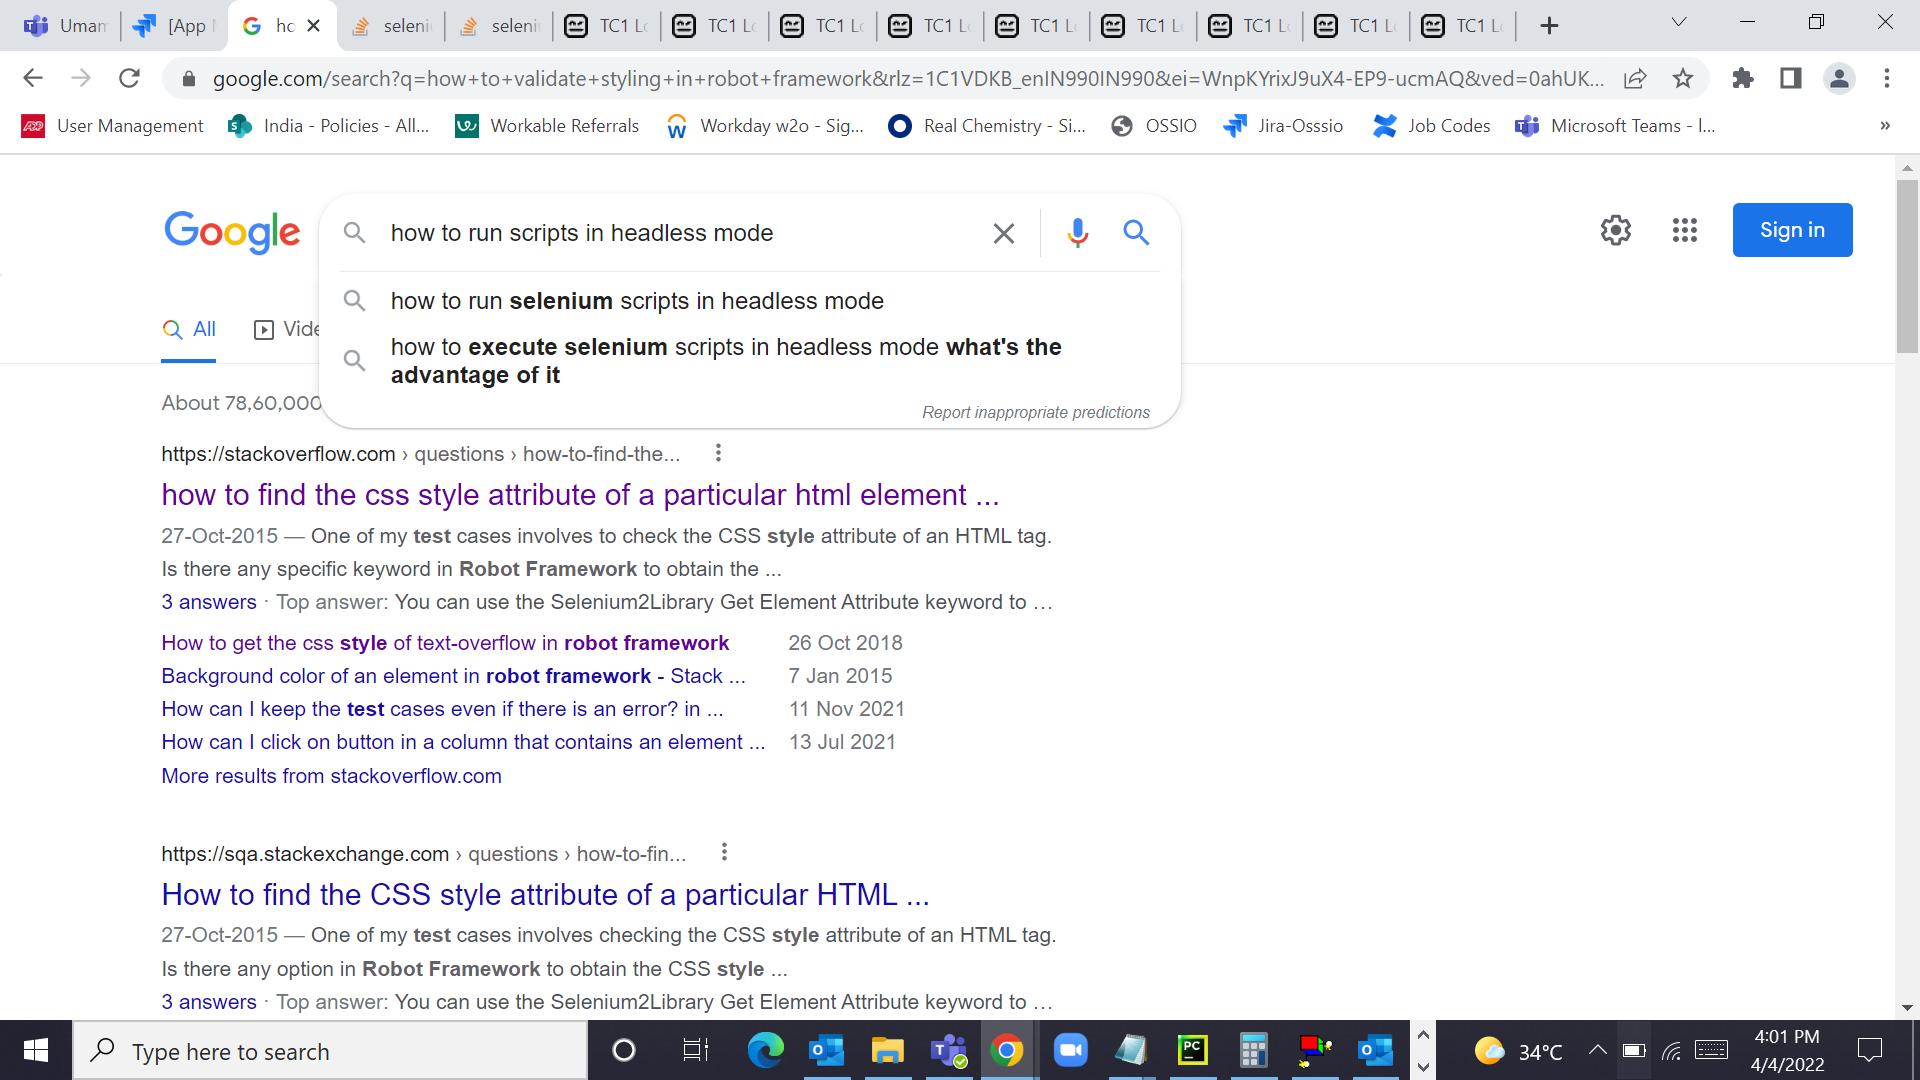 Umam
[App
ho
seleni
seleni
TC1 Lo
TC1 Lo
TC1 Lo
TC1 Lo
TC1 Lo
TC1 Lo
TC1 Lo
TC1 Lo
TC1 Lo
google.com/search?q=how+to+validate+styling+in+robot+framework&rlz=1C1VDKB_enIN990IN990&ei=WnpKYrixJ9uX4-EP9-ucmAQ&ved=0ahUK...
User Management
India - Policies - All...
Workable Referrals
Workday w2o - Sig...
Real Chemistry - Si...
OSSIO
Jira-Osssio
Job Codes
Microsoft Teams - I...
»
Google
how to run scripts in headless mode
Sign in
how to run selenium scripts in headless mode
how to execute selenium scripts in headless mode what's the
advantage of it
Report inappropriate predictions
All
Vide
About 78,60,000
https://stackoverflow.com › questions › how-to-find-the...
how to find the css style attribute of a particular html element ...
27-Oct-2015 — One of my test cases involves to check the CSS style attribute of an HTML tag.
Is there any specific keyword in Robot Framework to obtain the ...
3 answers · Top answer: You can use the Selenium2Library Get Element Attribute keyword to ...
How to get the css style of text-overflow in robot framework 26 Oct 2018
Background color of an element in robot framework - Stack ... 7 Jan 2015
How can I keep the test cases even if there is an error? in ... 11 Nov 2021
How can I click on button in a column that contains an element ... 13 Jul 2021
More results from stackoverflow.com
https://sqa.stackexchange.com › questions › how-to-fin...
How to find the CSS style attribute of a particular HTML ...
27-Oct-2015 — One of my test cases involves checking the CSS style attribute of an HTML tag.
Is there any option in Robot Framework to obtain the CSS style ...
3 answers · Top answer: You can use the Selenium2Library Get Element Attribute keyword to ...
Type here to search
34°C
4:01 PM
4/4/2022